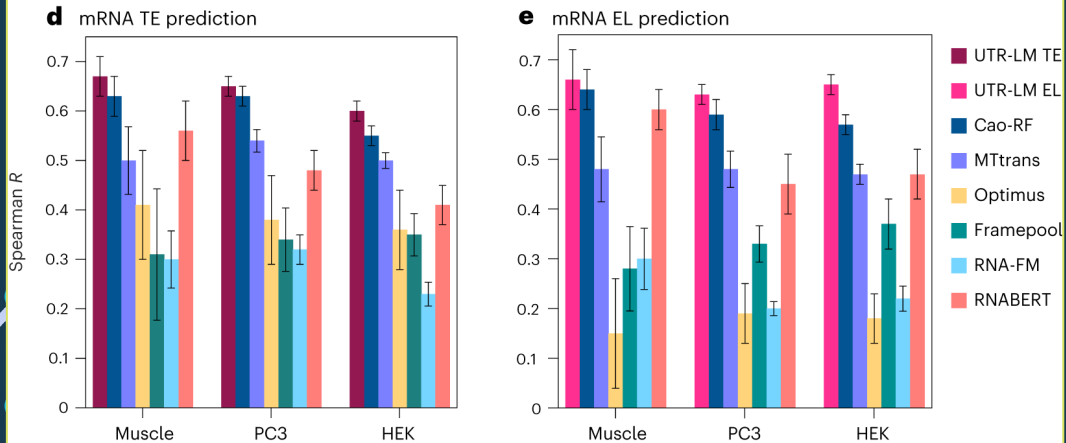 d mRNA TE prediction
Spearman R
0.7
0.6
0.5
0.4
0.3
0.2
0.1
0
Muscle PC3 HEK
e mRNA EL prediction
0.7
0.6
0.5
0.4
0.3
0.2
0.1
0
Muscle PC3 HEK
UTR-LM TE
UTR-LM EL
Cao-RF
MTtrans
Optimus
Framepool
RNA-FM
RNABERT